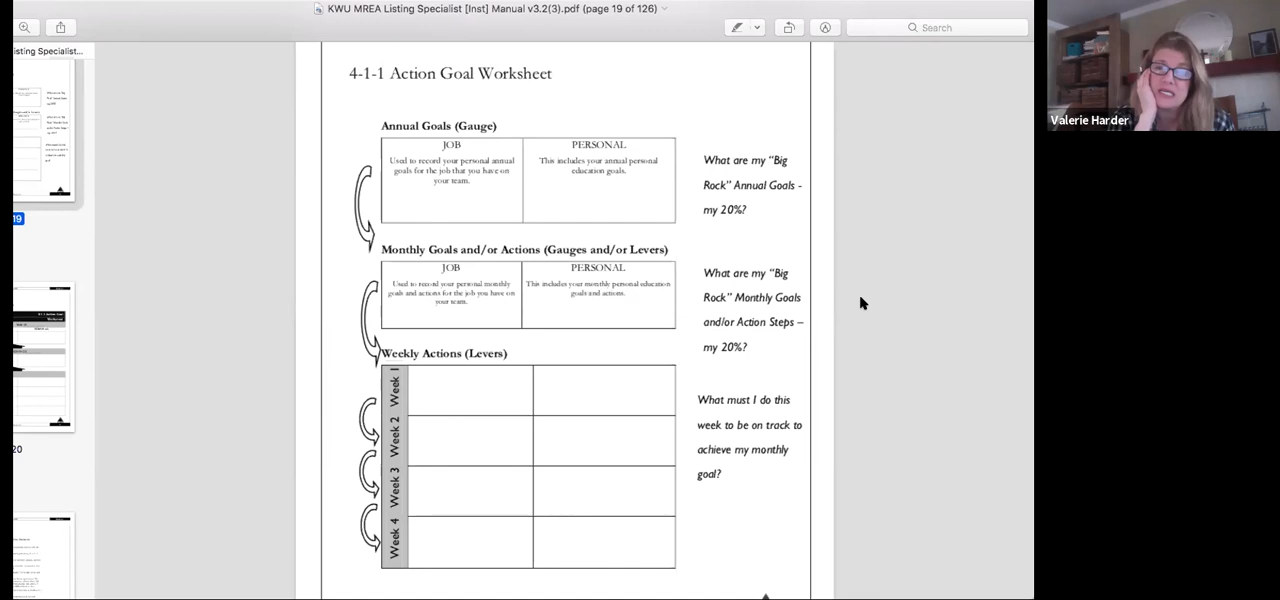 KWU MREA Listing Specialist [Inst] Manual v3.2(3).pdf (page 19 of 126)
Search
isting Specialist...
4-1-1 Action Goal Worksheet
Annual Goals (Gauge)
JOB
Used to record your personal annual
goals for the job that you have on
your team.
PERSONAL
This includes your annual personal
education goals.
What are my “Big
Rock” Annual Goals -
my 20%?
Monthly Goals and/or Actions (Gauges and/or Levers)
JOB
Used to record your personal monthly
goals and actions for the job you have on
your team.
PERSONAL
This includes your monthly personal education
goals and actions.
What are my “Big
Rock” Monthly Goals
and/or Action Steps –
my 20%?
Weekly Actions (Levers)
Week 1
Week 2
Week 3
Week 4
What must I do this
week to be on track to
achieve my monthly
goal?
19
20
Valerie Harder